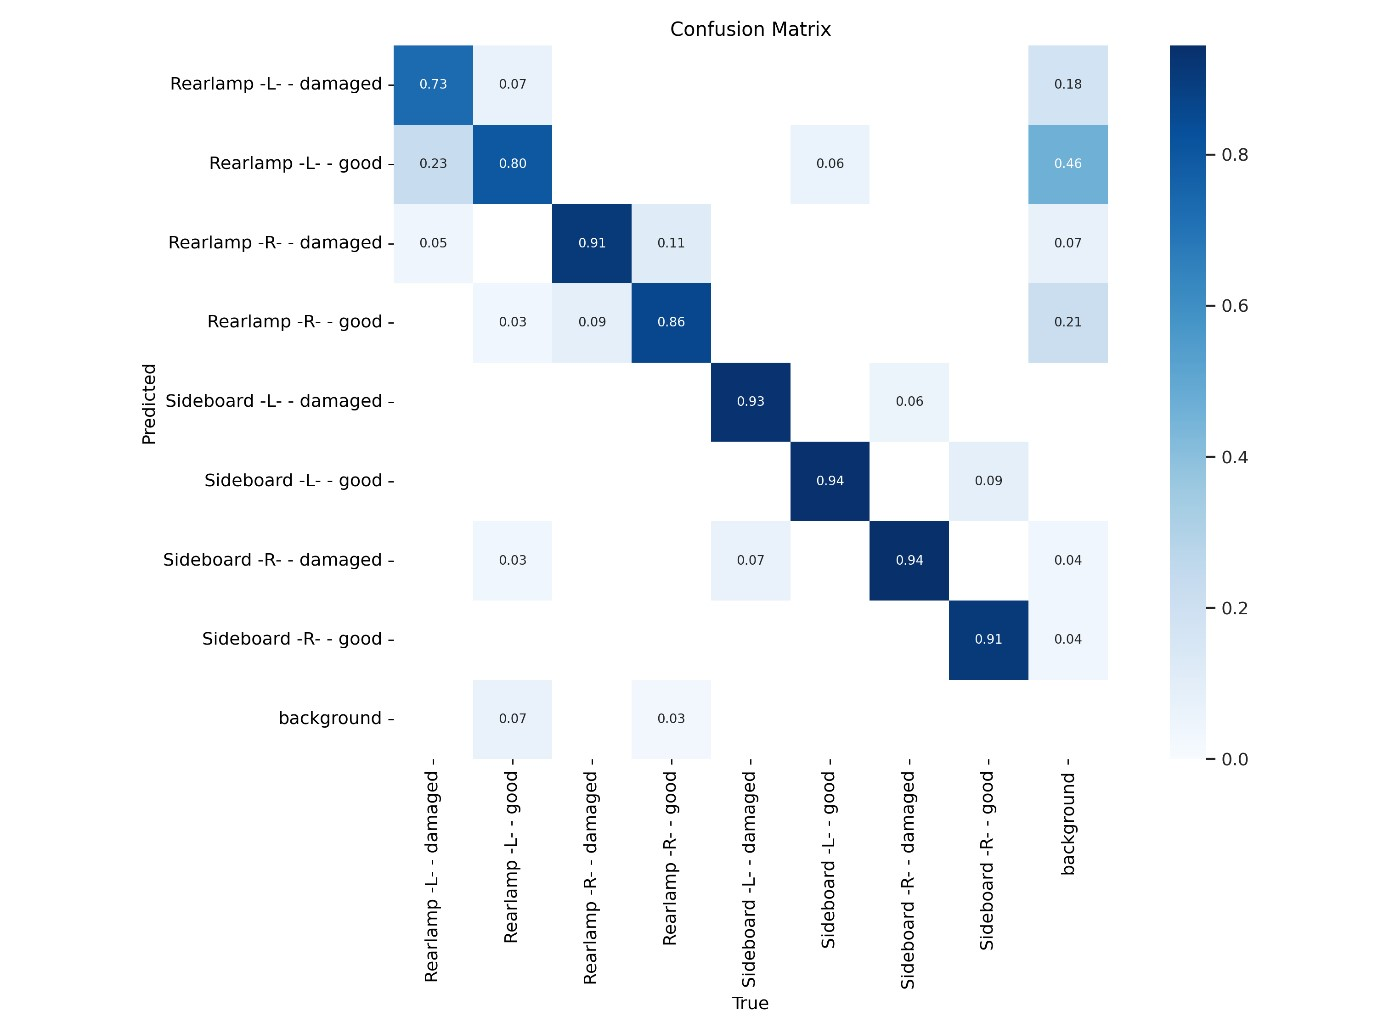 Confusion Matrix
Rearlamp -L- - damaged
0.73
0.07
0.18
Rearlamp -L- - good
0.23
0.80
0.06
0.46
0.8
Rearlamp -R- - damaged
0.05
0.91
0.11
0.07
Rearlamp -R- - good
0.03
0.09
0.86
0.21
0.6
Predicted
Sideboard -L- - damaged
0.93
0.06
Sideboard -L- - good
0.94
0.09
0.4
Sideboard -R- - damaged
0.03
0.07
0.94
0.04
0.2
Sideboard -R- - good
0.91
0.04
background
0.07
0.03
0.0
Rearlamp -L- - damaged
Rearlamp -L- - good
Rearlamp -R- - damaged
Rearlamp -R- - good
Sideboard -L- - damaged
Sideboard -L- - good
Sideboard -R- - damaged
Sideboard -R- - good
background
True